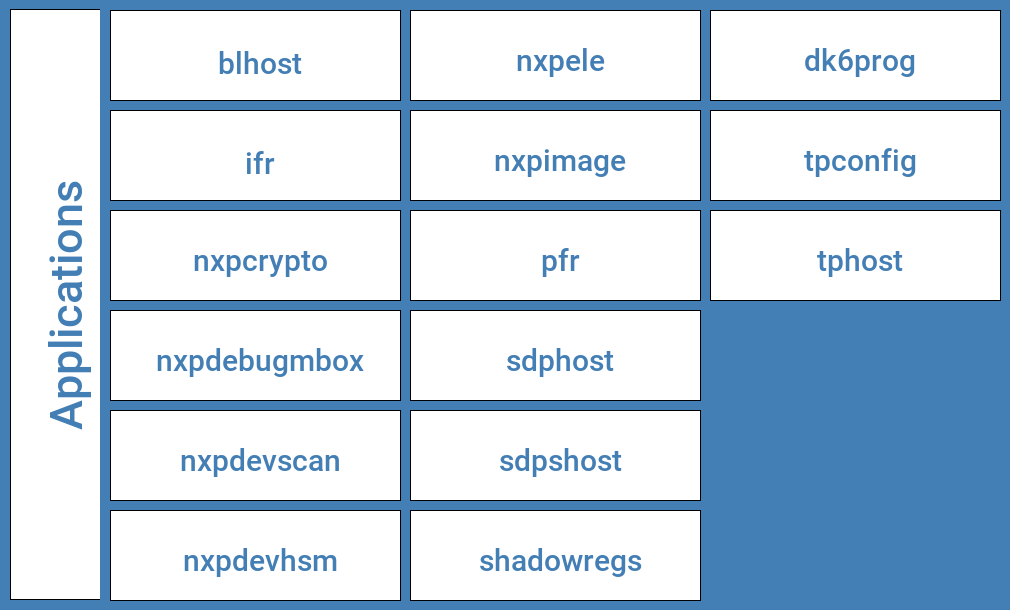 Applications
blhost
nxpele
dk6prog
ifr
nxpimage
tpconfig
nxpcrypto
pfr
tphost
nxpdebugmbox
sdphost
nxpdevscan
sdpshost
nxpdevhsm
shadowregs